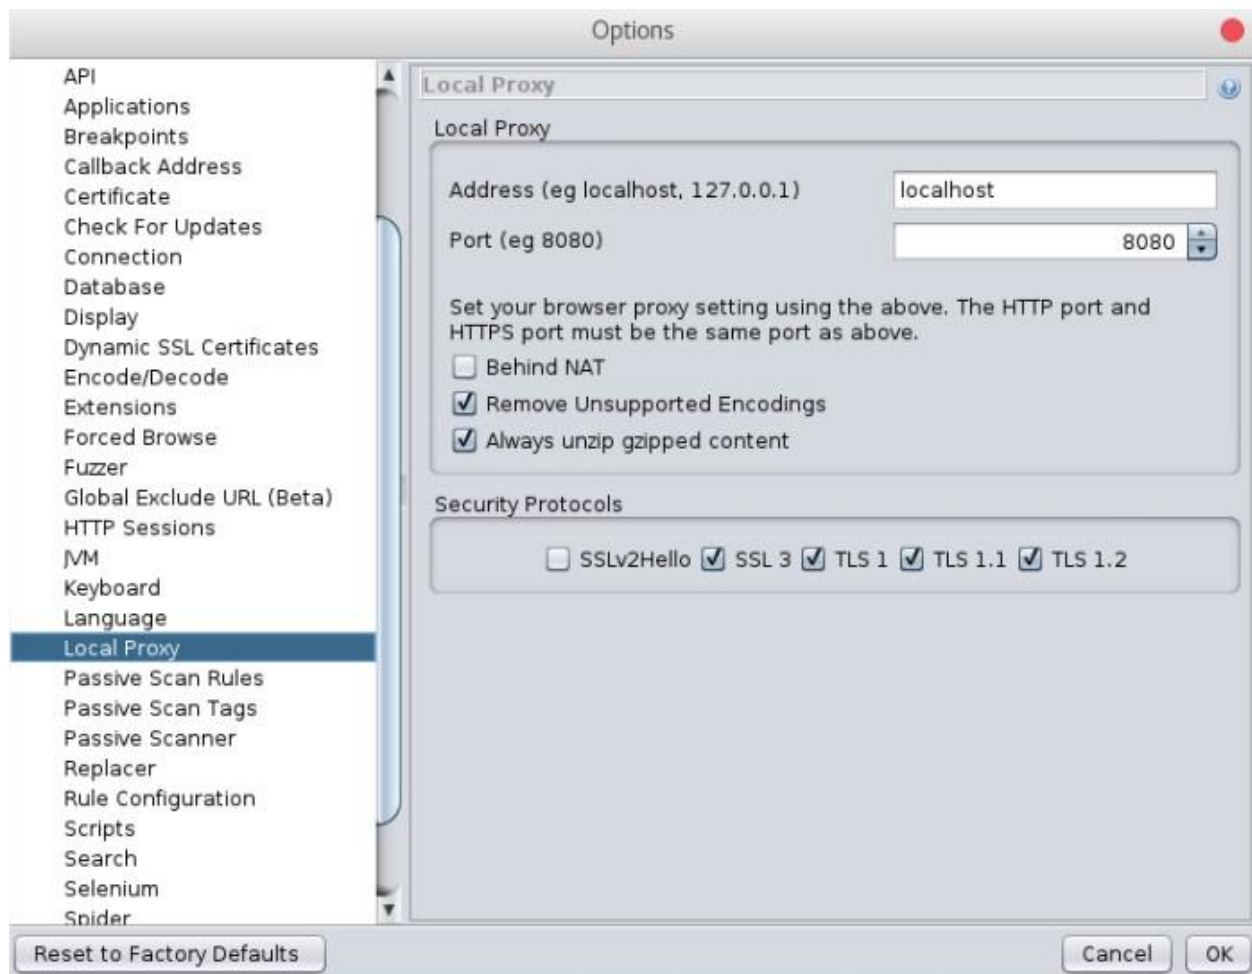 Options
API
Applications
Breakpoints
Callback Address
Certificate
Check For Updates
Connection
Database
Display
Dynamic SSL Certificates
Encode/Decode
Extensions
Forced Browse
Fuzzer
Global Exclude URL (Beta)
HTTP Sessions
JVM
Keyboard
Language
Local Proxy
Passive Scan Rules
Passive Scan Tags
Passive Scanner
Replacer
Rule Configuration
Scripts
Search
Selenium
Spider
Local Proxy
Local Proxy
Address (eg localhost, 127.0.0.1) localhost
Port (eg 8080) 8080
Set your browser proxy setting using the above. The HTTP port and
HTTPS port must be the same port as above.
Behind NAT
Remove Unsupported Encodings
Always unzip gzipped content
Security Protocols
SSLv2Hello SSL 3 TLS 1 TLS 1.1 TLS 1.2
Reset to Factory Defaults Cancel OK